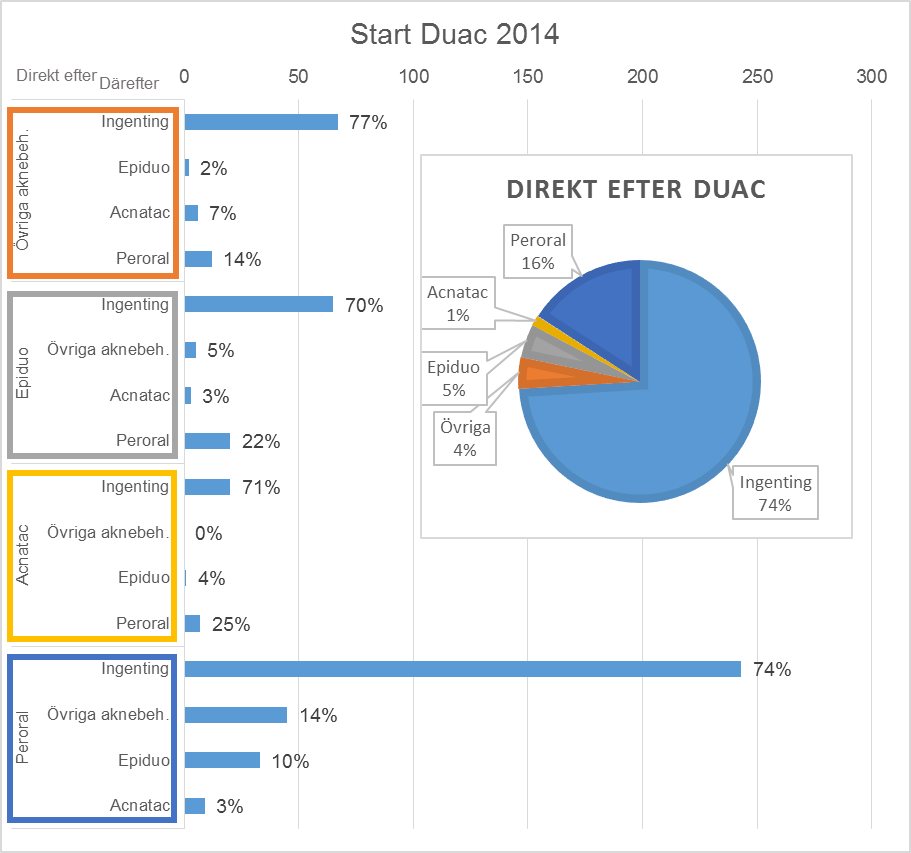 Start Duac 2014
Direkt efter
Därefter
0 50 100 150 200 250 300
Övriga aknebeh.
Ingenting 77%
Epiduo 2%
Acnatac 7%
Peroral 14%
Epiduo
Ingenting 70%
Övriga aknebeh. 5%
Acnatac 3%
Peroral 22%
Acnatac
Ingenting 71%
Övriga aknebeh. 0%
Epiduo 4%
Peroral 25%
Peroral
Ingenting 74%
Övriga aknebeh. 14%
Epiduo 10%
Acnatac 3%
DIREKT EFTER DUAC
Peroral
16%
Acnatac
1%
Epiduo
5%
Övriga
4%
Ingenting
74%